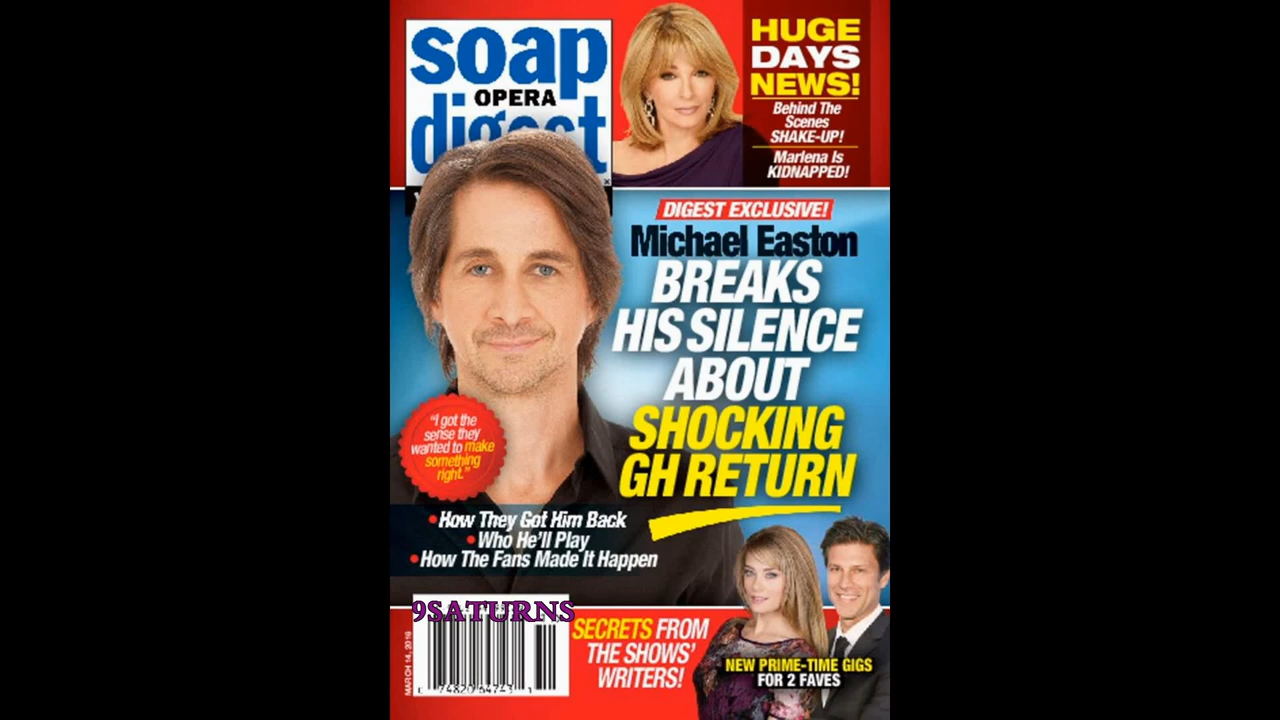 soap
OPERA
digest
HUGE
DAYS
NEWS!
Behind The
Scenes
SHAKE-UP!
Marlena Is
KIDNAPPED!
DIGEST EXCLUSIVE!
Michael Easton
BREAKS
HIS SILENCE
ABOUT
SHOCKING
GH RETURN
"I got the
sense they
wanted to make
something
right."
• How They Got Him Back
• Who He'll Play
• How The Fans Made It Happen
9SATURNS
MARCH 14, 2016
SECRETS FROM
THE SHOWS'
WRITERS!
NEW PRIME-TIME GIGS
FOR 2 FAVES